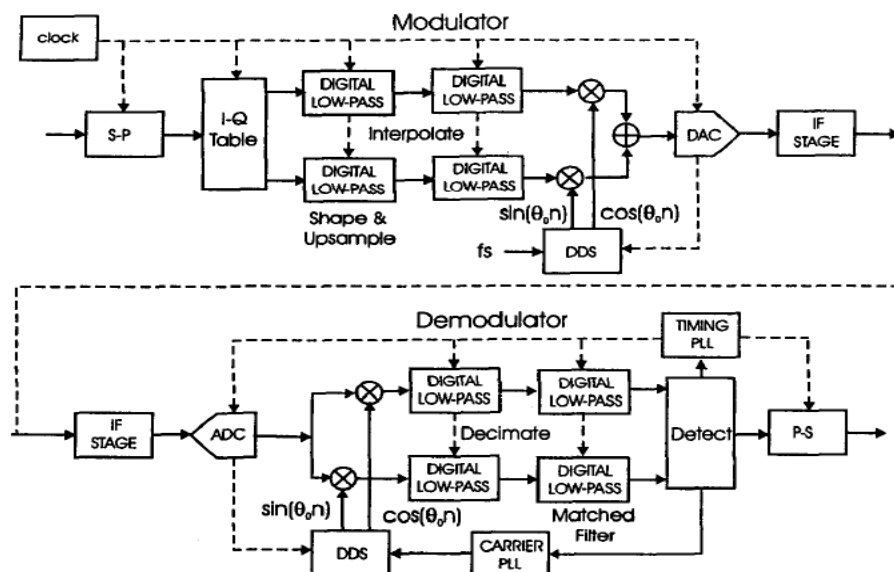 Modulator
clock
S-P
I-Q
Table
DIGITAL
LOW-PASS
DIGITAL
LOW-PASS
Interpolate
DIGITAL
LOW-PASS
DIGITAL
LOW-PASS
Shape &
Upsample
sin(θ₀n)
cos(θ₀n)
fs
DDS
DAC
IF
STAGE
Demodulator
TIMING
PLL
IF
STAGE
ADC
DIGITAL
LOW-PASS
DIGITAL
LOW-PASS
Decimate
DIGITAL
LOW-PASS
DIGITAL
LOW-PASS
Matched
Filter
Detect
P-S
sin(θ₀n)
cos(θ₀n)
DDS
CARRIER
PLL